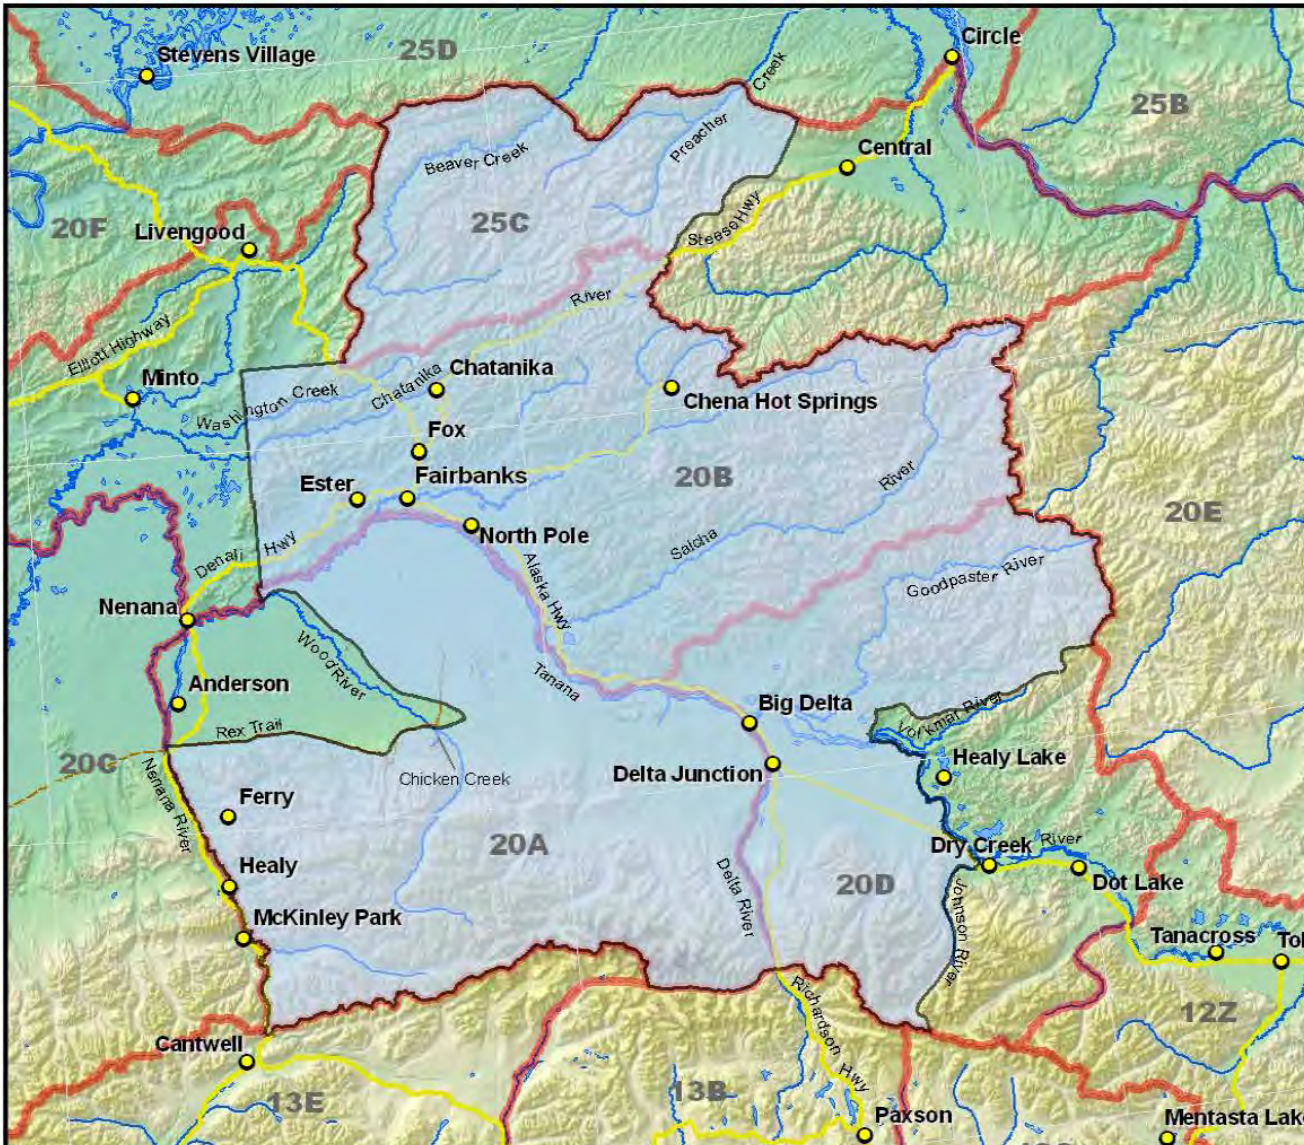 Circle
25D
Stevens Village
Creek
25B
Preacher
Central
Beaver Creek
20F
25C
Livengood
Steese Hwy
River
Elliott Highway
Chatanika
Minto
Chatanika
Washington Creek
Chena Hot Springs
Fox
Ester
Fairbanks
20B
River
20E
North Pole
Salcha
Denali Hwy
Alaska Hwy
Goodpaster River
Nenana
Wood River
Tanana
Anderson
Big Delta
Volkmar River
Rex Trail
20C
Healy Lake
Chicken Creek
Delta Junction
Nenana River
Ferry
20A
Dry Creek
River
Healy
20D
Dot Lake
Delta River
Johnson River
McKinley Park
Tanacross
Richardson Hwy
12Z
Cantwell
13E
13B
Paxson
Mentasta Lak